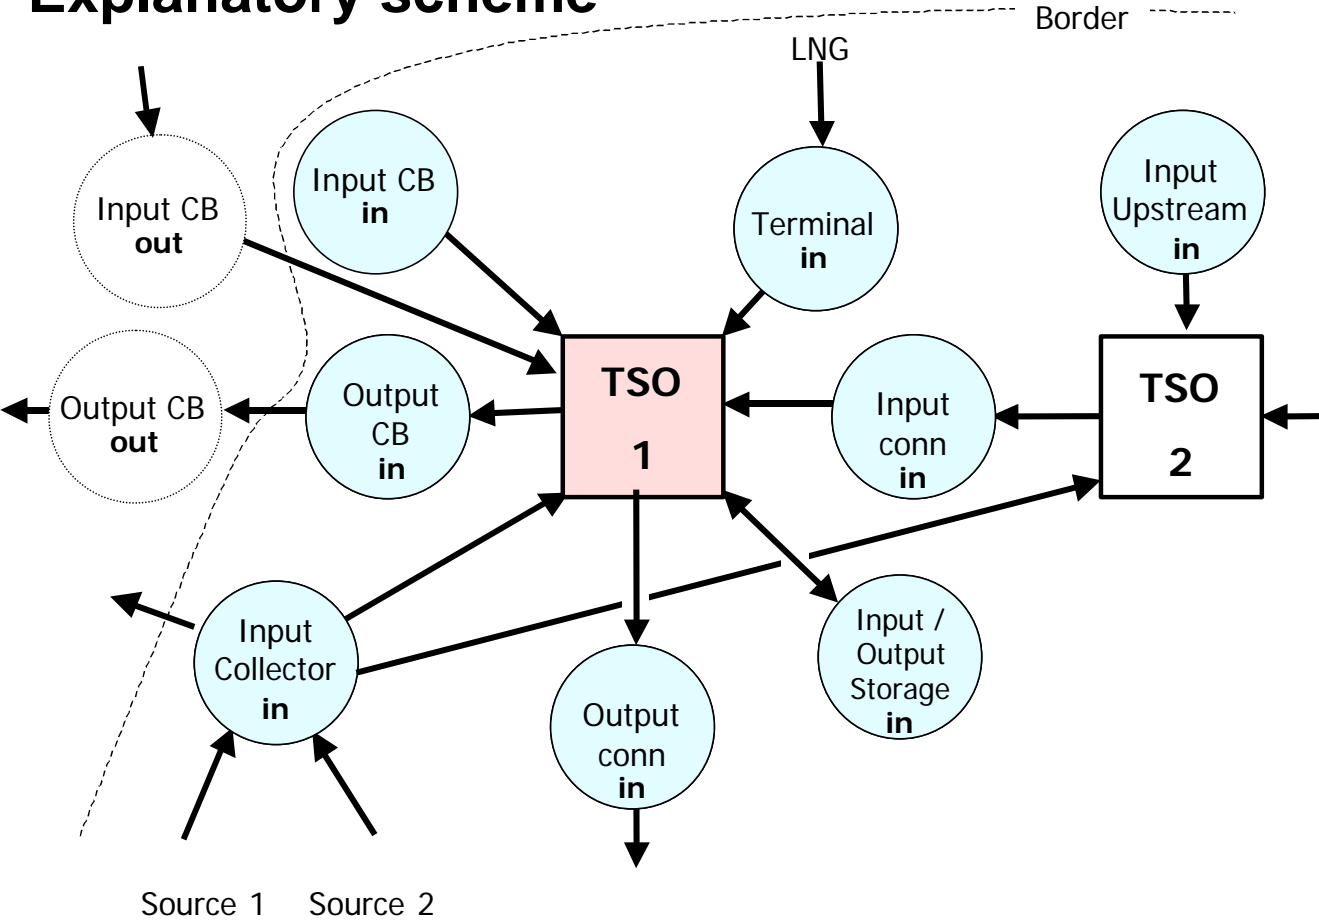 Explanatory scheme
Border
LNG
Input CB
out
Input CB
in
Terminal
in
Input
Upstream
in
Output CB
out
Output
CB
in
TSO
1
Input
conn
in
TSO
2
Input
Collector
in
Output
conn
in
Input /
Output
Storage
in
Source 1
Source 2